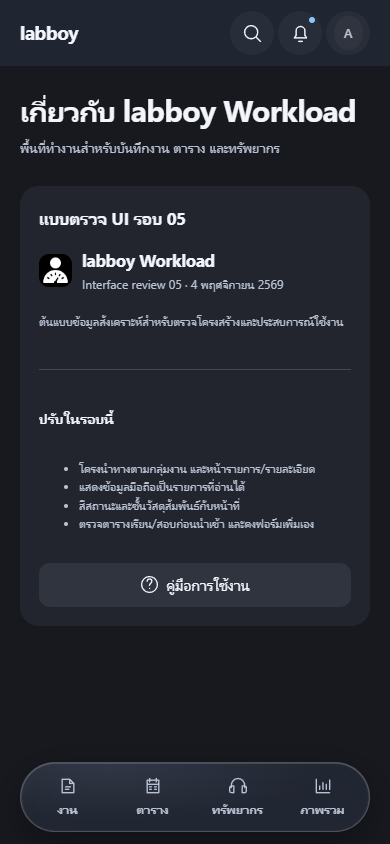 labboy
A
เกี่ยวกับ labboy Workload
พื้นที่ทำงานสำหรับบันทึกงาน ตาราง และทรัพยากร
แบบตรวจ UI รอบ 05
labboy Workload
Interface review 05 · 4 พฤศจิกายน 2569
ต้นแบบข้อมูลสังเคราะห์สำหรับตรวจโครงสร้างและประสบการณ์ใช้งาน
ปรับในรอบนี้
• โครงนำทางตามกลุ่มงาน และหน้ารายการ/รายละเอียด
• แสดงข้อมูลมือถือเป็นรายการที่อ่านได้
• สีสถานะและชั้นวัสดุสัมพันธ์กับหน้าที่
• ตรวจตารางเรียน/สอบก่อนนำเข้า และคงฟอร์มเพิ่มเอง
คู่มือการใช้งาน
งาน
ตาราง
ทรัพยากร
ภาพรวม